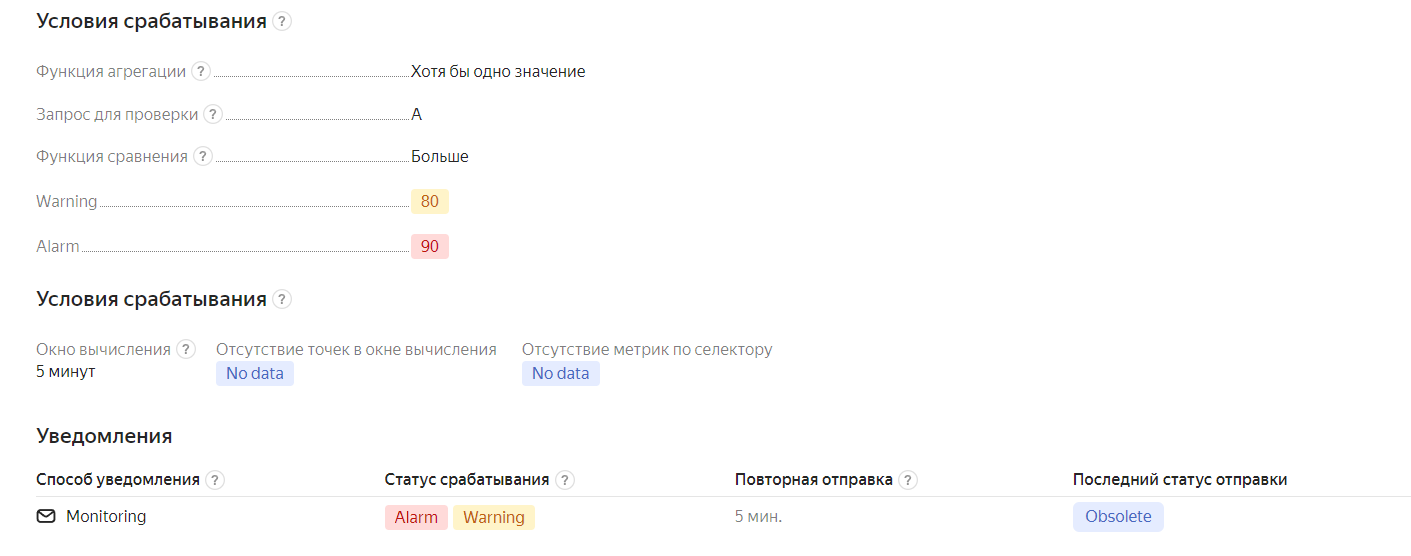 Условия срабатывания ?
Функция агрегации ? Хотя бы одно значение
Запрос для проверки ? A
Функция сравнения ? Больше
Warning 80
Alarm 90
Условия срабатывания ?
Окно вычисления ? Отсутствие точек в окне вычисления Отсутствие метрик по селектору
5 минут No data No data
Уведомления
Способ уведомления ? Статус срабатывания ? Повторная отправка ? Последний статус отправки
Monitoring Alarm Warning 5 мин. Obsolete